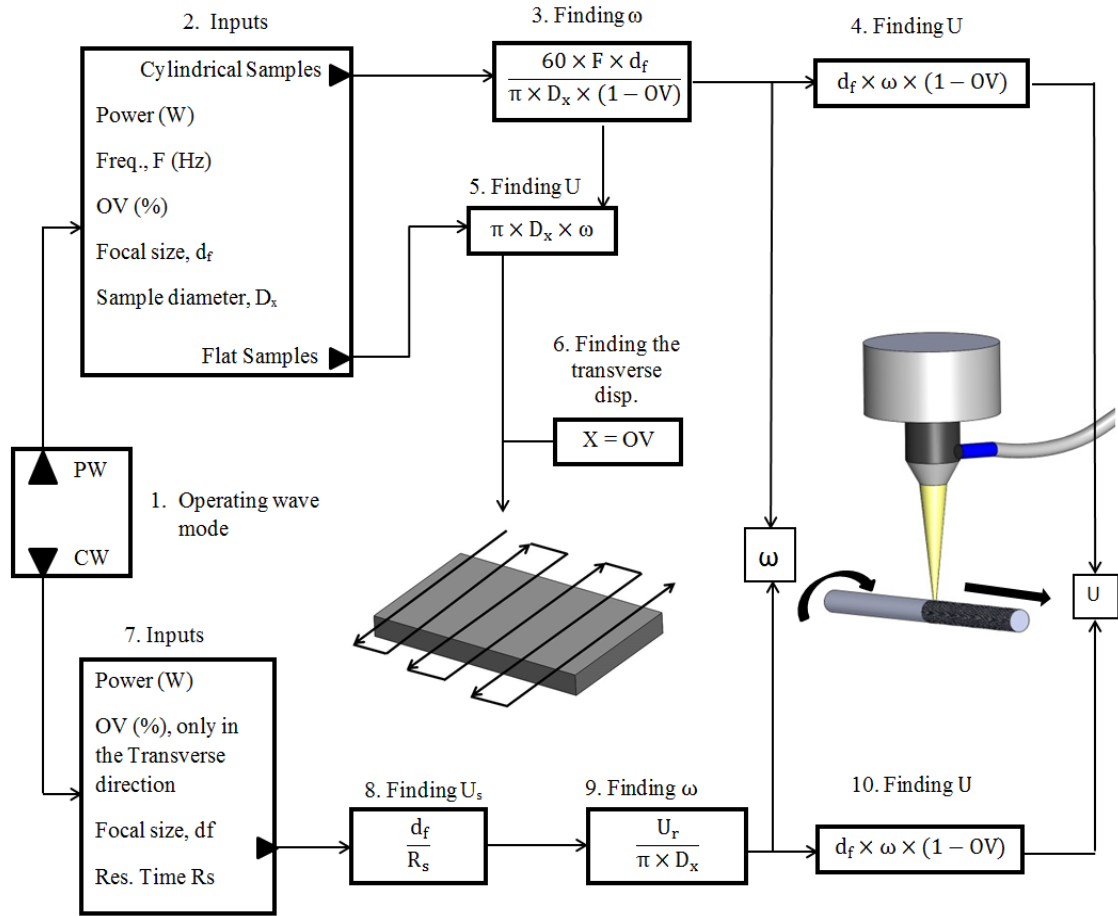 2. Inputs
Cylindrical Samples
Power (W)
Freq., F (Hz)
OV (%)
Focal size, d_f
Sample diameter, D_x
Flat Samples
3. Finding ω
60 × F × d_f
π × D_x × (1 − OV)
4. Finding U
d_f × ω × (1 − OV)
5. Finding U
π × D_x × ω
6. Finding the
transverse
disp.
X = OV
PW
CW
1. Operating wave
mode
ω
U
7. Inputs
Power (W)
OV (%), only in
the Transverse
direction
Focal size, df
Res. Time Rs
8. Finding U_s
d_f
R_s
9. Finding ω
U_r
π × D_x
10. Finding U
d_f × ω × (1 − OV)